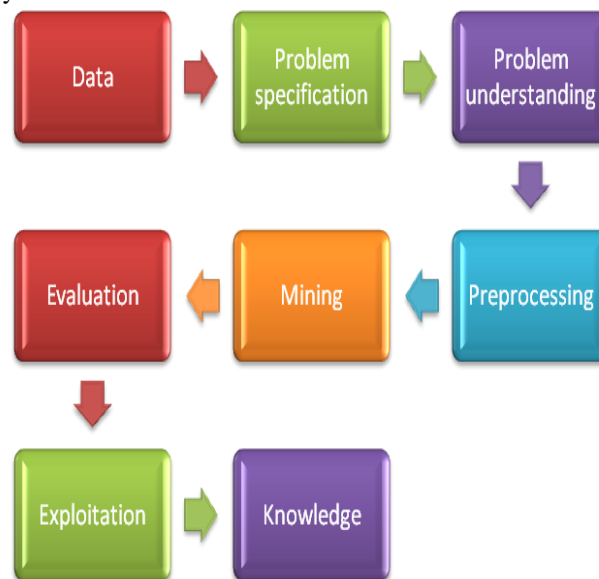 y
Data
Problem
specification
Problem
understanding
Preprocessing
Mining
Evaluation
Exploitation
Knowledge